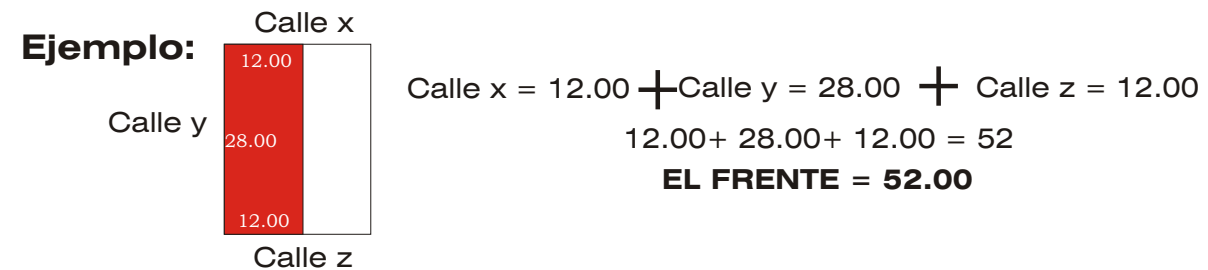 Ejemplo:
Calle x
12.00
Calle y
28.00
12.00
Calle z
Calle x = 12.00 + Calle y = 28.00 + Calle z = 12.00
12.00+ 28.00+ 12.00 = 52
EL FRENTE = 52.00